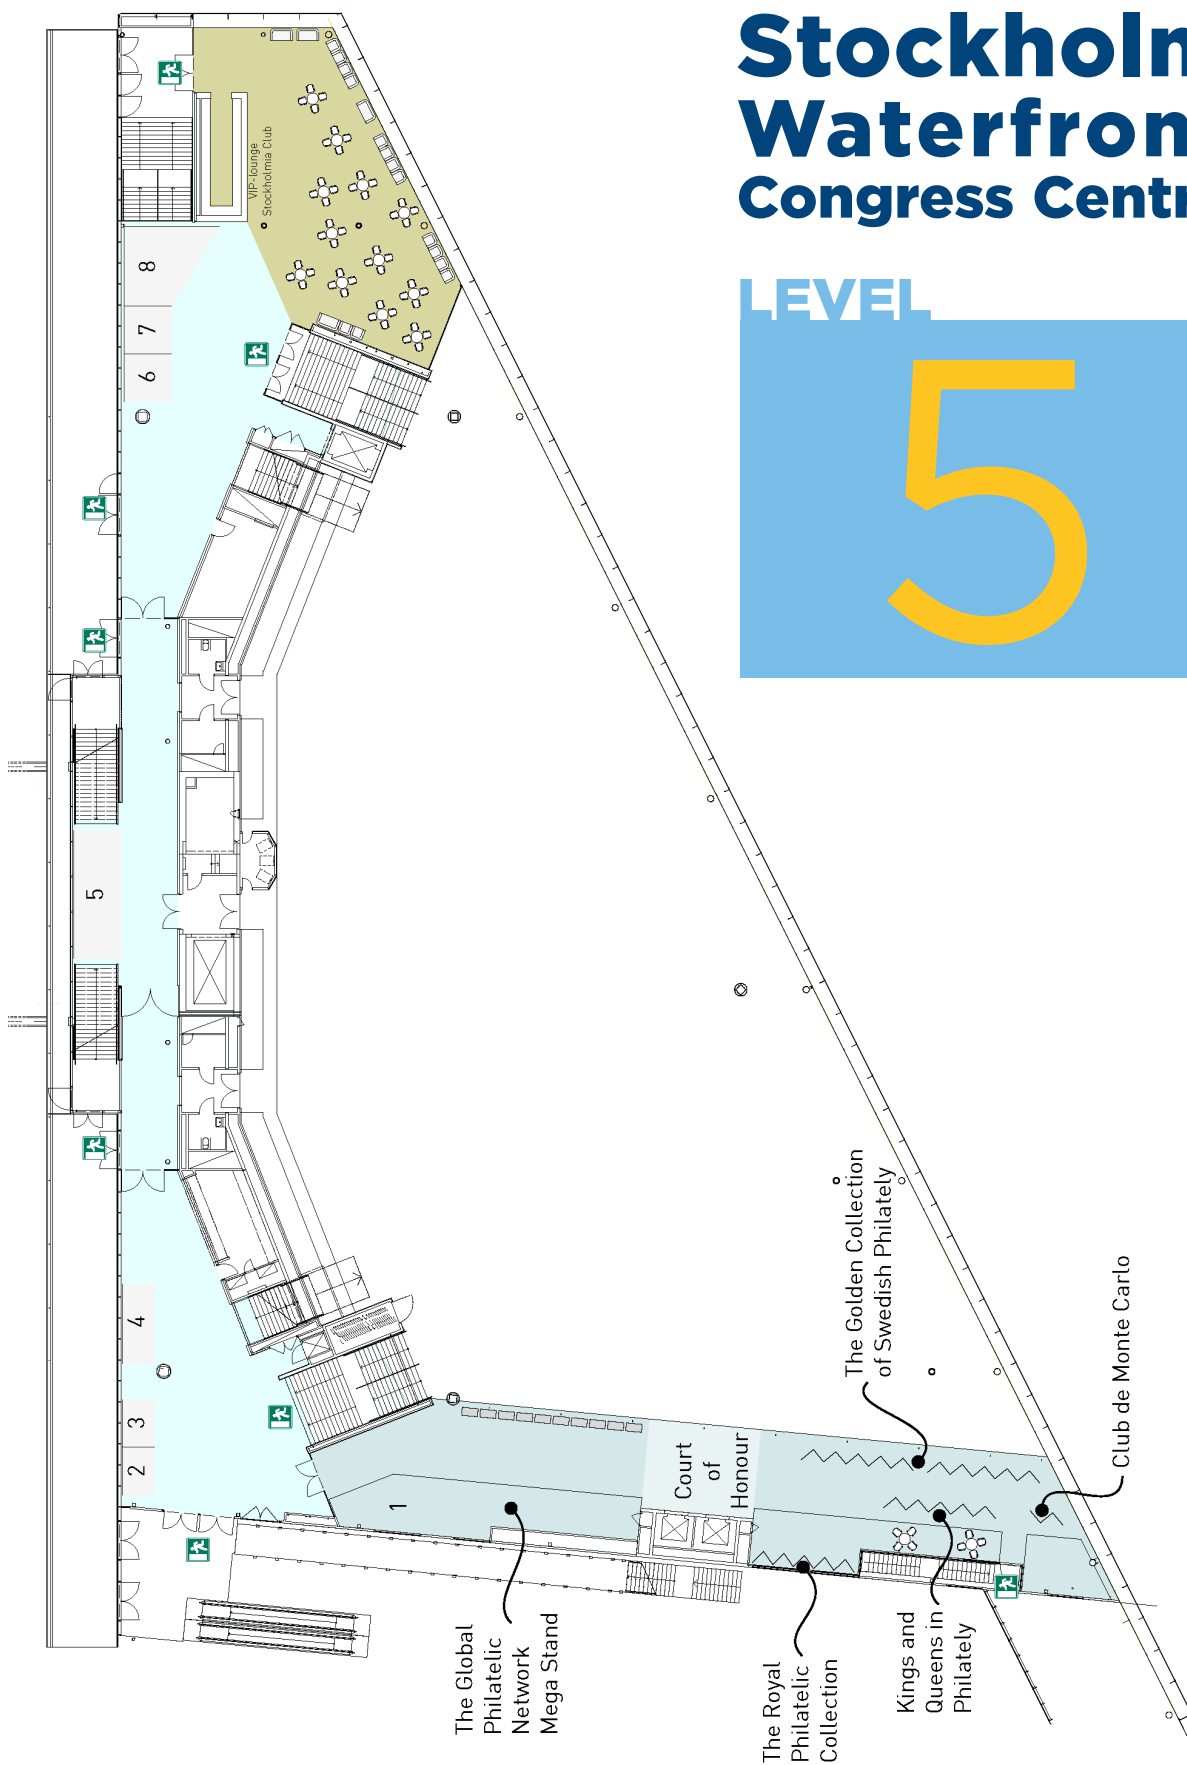 Stockholm
Waterfron
Congress Centr
LEVEL
5
VIP-lounge
Stockholmia Club
8
7
6
5
4
3
2
1
Court
of
Honour
The Golden Collection
of Swedish Philately
Club de Monte Carlo
The Global
Philatelic
Network
Mega Stand
The Royal
Philatelic
Collection
Kings and
Queens in
Philately